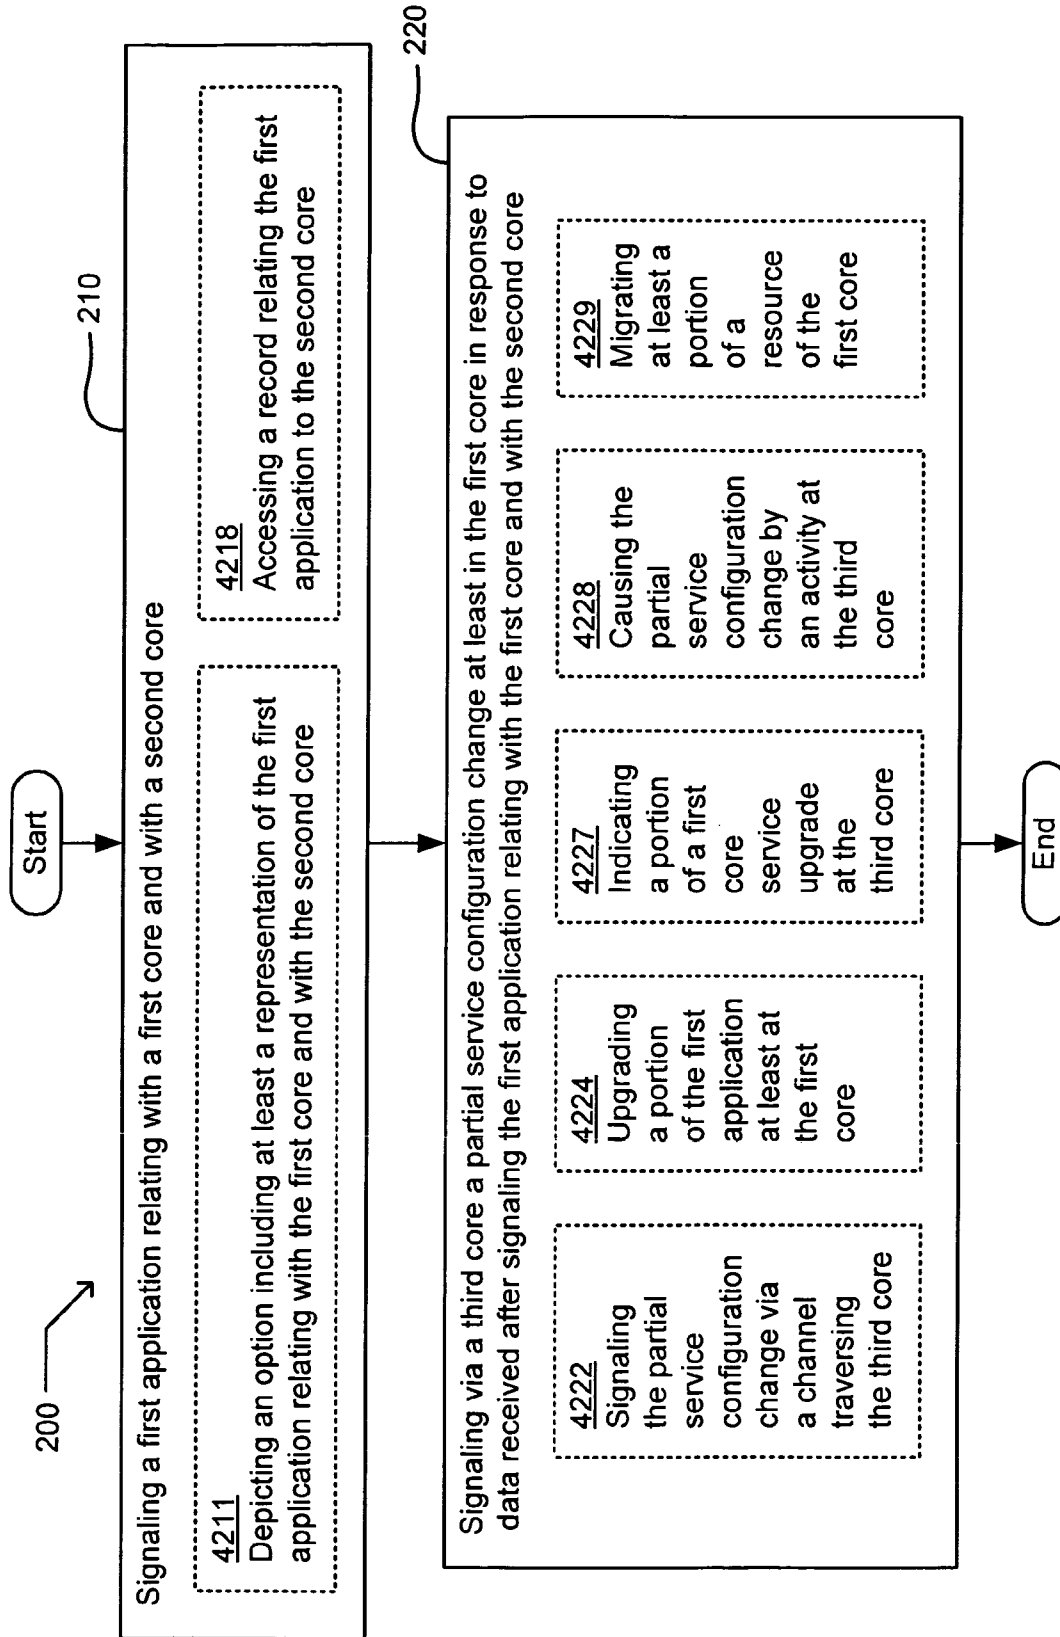 200
Start
210
Signaling a first application relating with a first core and with a second core
4211
Depicting an option including at least a representation of the first
application relating with the first core and with the second core
4218
Accessing a record relating the first
application to the second core
220
Signaling via a third core a partial service configuration change at least in the first core in response to
data received after signaling the first application relating with the first core and with the second core
4222
Signaling
the partial
service
configuration
change via
a channel
traversing
the third core
4224
Upgrading
a portion
of the first
application
at least at
the first
core
4227
Indicating
a portion
of a first
core
service
upgrade
at the
third core
4228
Causing the
partial
service
configuration
change by
an activity at
the third
core
4229
Migrating
at least a
portion
of a
resource
of the
first core
End